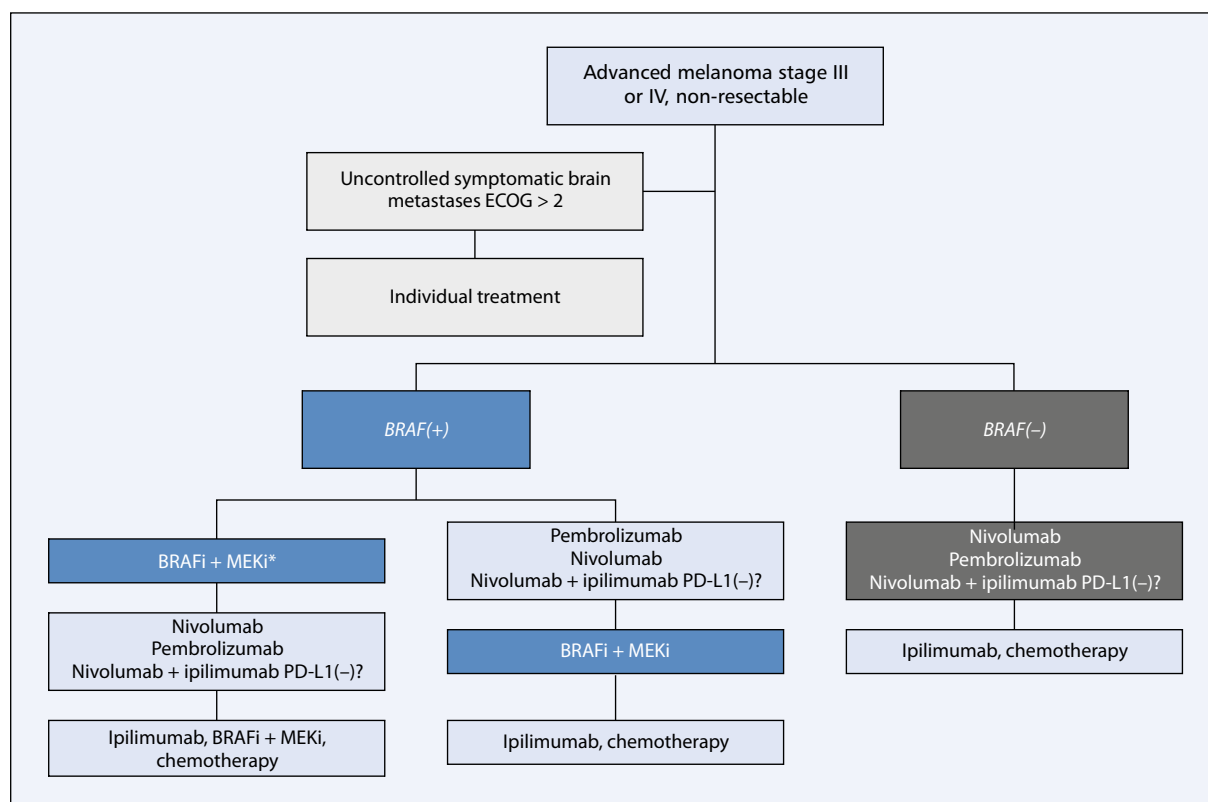 Advanced melanoma stage III
or IV, non-resectable
Uncontrolled symptomatic brain
metastases ECOG > 2
Individual treatment
BRAF(+)
BRAF(–)
BRAFi + MEKi*
Nivolumab
Pembrolizumab
Nivolumab + ipilimumab PD-L1(–)?
Ipilimumab, BRAFi + MEKi,
chemotherapy
Pembrolizumab
Nivolumab
Nivolumab + ipilimumab PD-L1(–)?
BRAFi + MEKi
Ipilimumab, chemotherapy
Nivolumab
Pembrolizumab
Nivolumab + ipilimumab PD-L1(–)?
Ipilimumab, chemotherapy